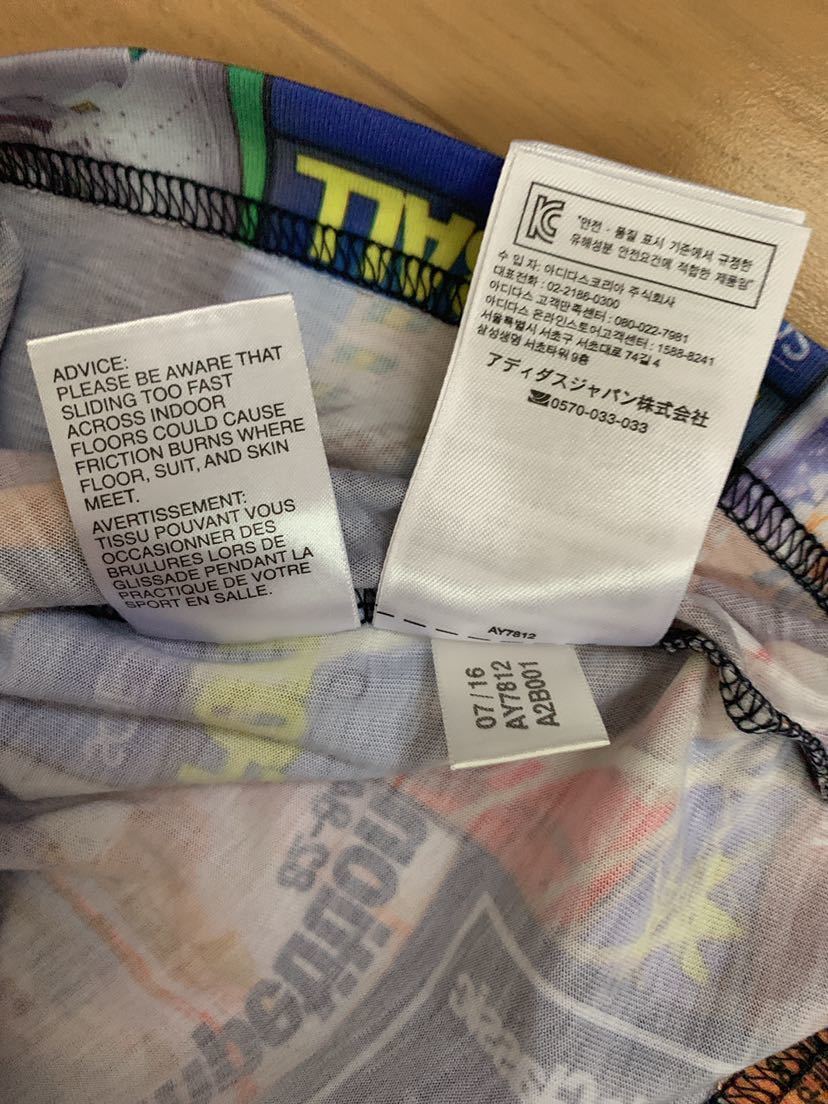 ADVICE:
PLEASE BE AWARE THAT
SLIDING TOO FAST
ACROSS INDOOR
FLOORS COULD CAUSE
FRICTION BURNS WHERE
FLOOR, SUIT, AND SKIN
MEET.
AVERTISSEMENT:
TISSU POUVANT VOUS
OCCASIONNER DES
BRULURES LORS DE
GLISSADE PENDANT LA
PRACTIQUE DE VOTRE
SPORT EN SALLE.
"안전·품질 표시 기준에서 규정한
유해성분 안전요건에 적합한 제품임"
수 입 자: 아디다스코리아 주식회사
대표전화 : 02-2186-0300
아디다스 고객만족센터 : 080-022-7981
아디다스 온라인스토어고객센터 : 1588-8241
서울특별시 서초구 서초대로 74길 4
삼성생명 서초타워 9층
アディダスジャパン株式会社
0570-033-033
AY7812
07/16
AY7812
A2B001
ALL